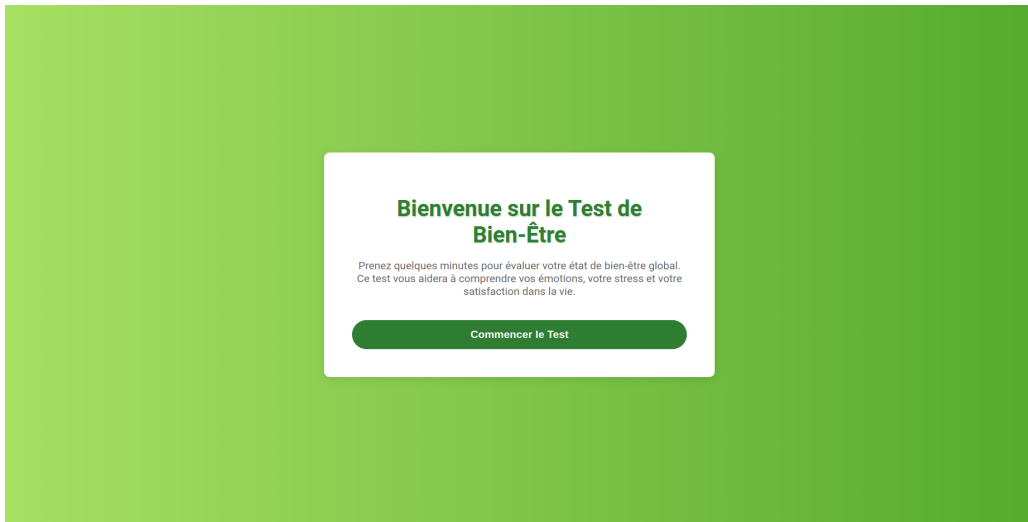 Bienvenue sur le Test de
Bien-Être
Prenez quelques minutes pour évaluer votre état de bien-être global.
Ce test vous aidera à comprendre vos émotions, votre stress et votre
satisfaction dans la vie.
Commencer le Test